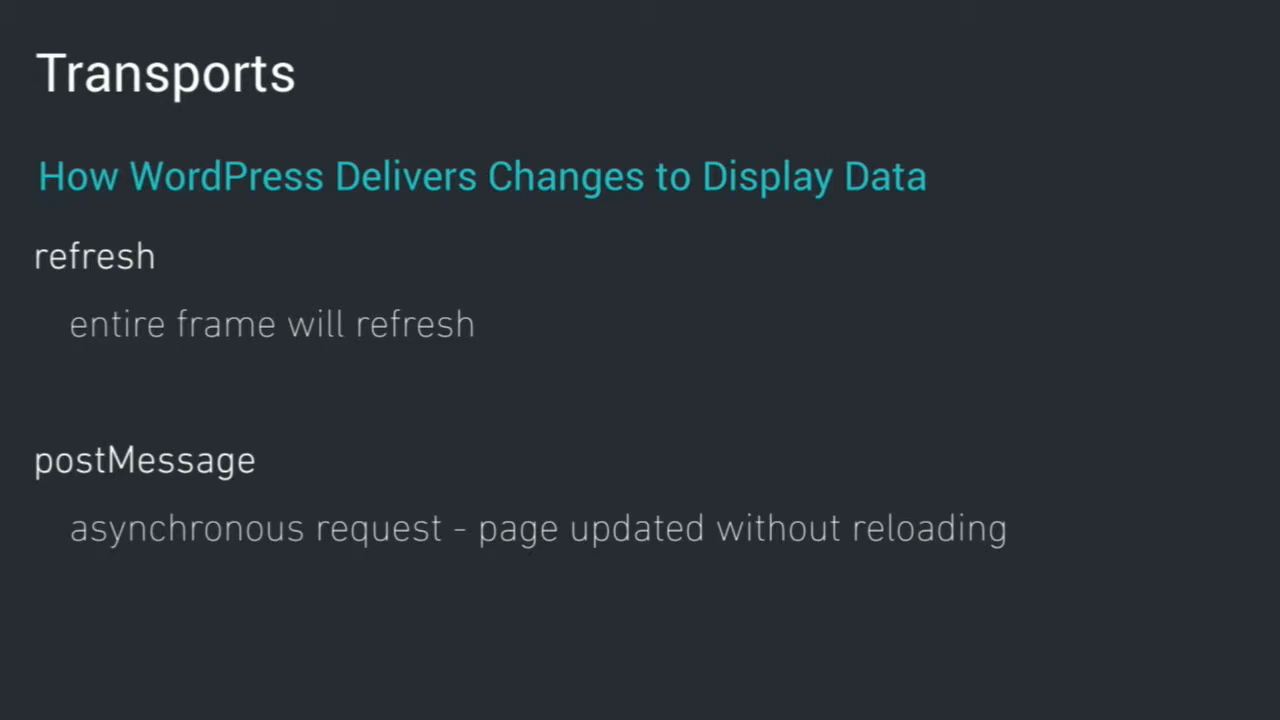 Transports
How WordPress Delivers Changes to Display Data
refresh
entire frame will refresh
postMessage
asynchronous request - page updated without reloading